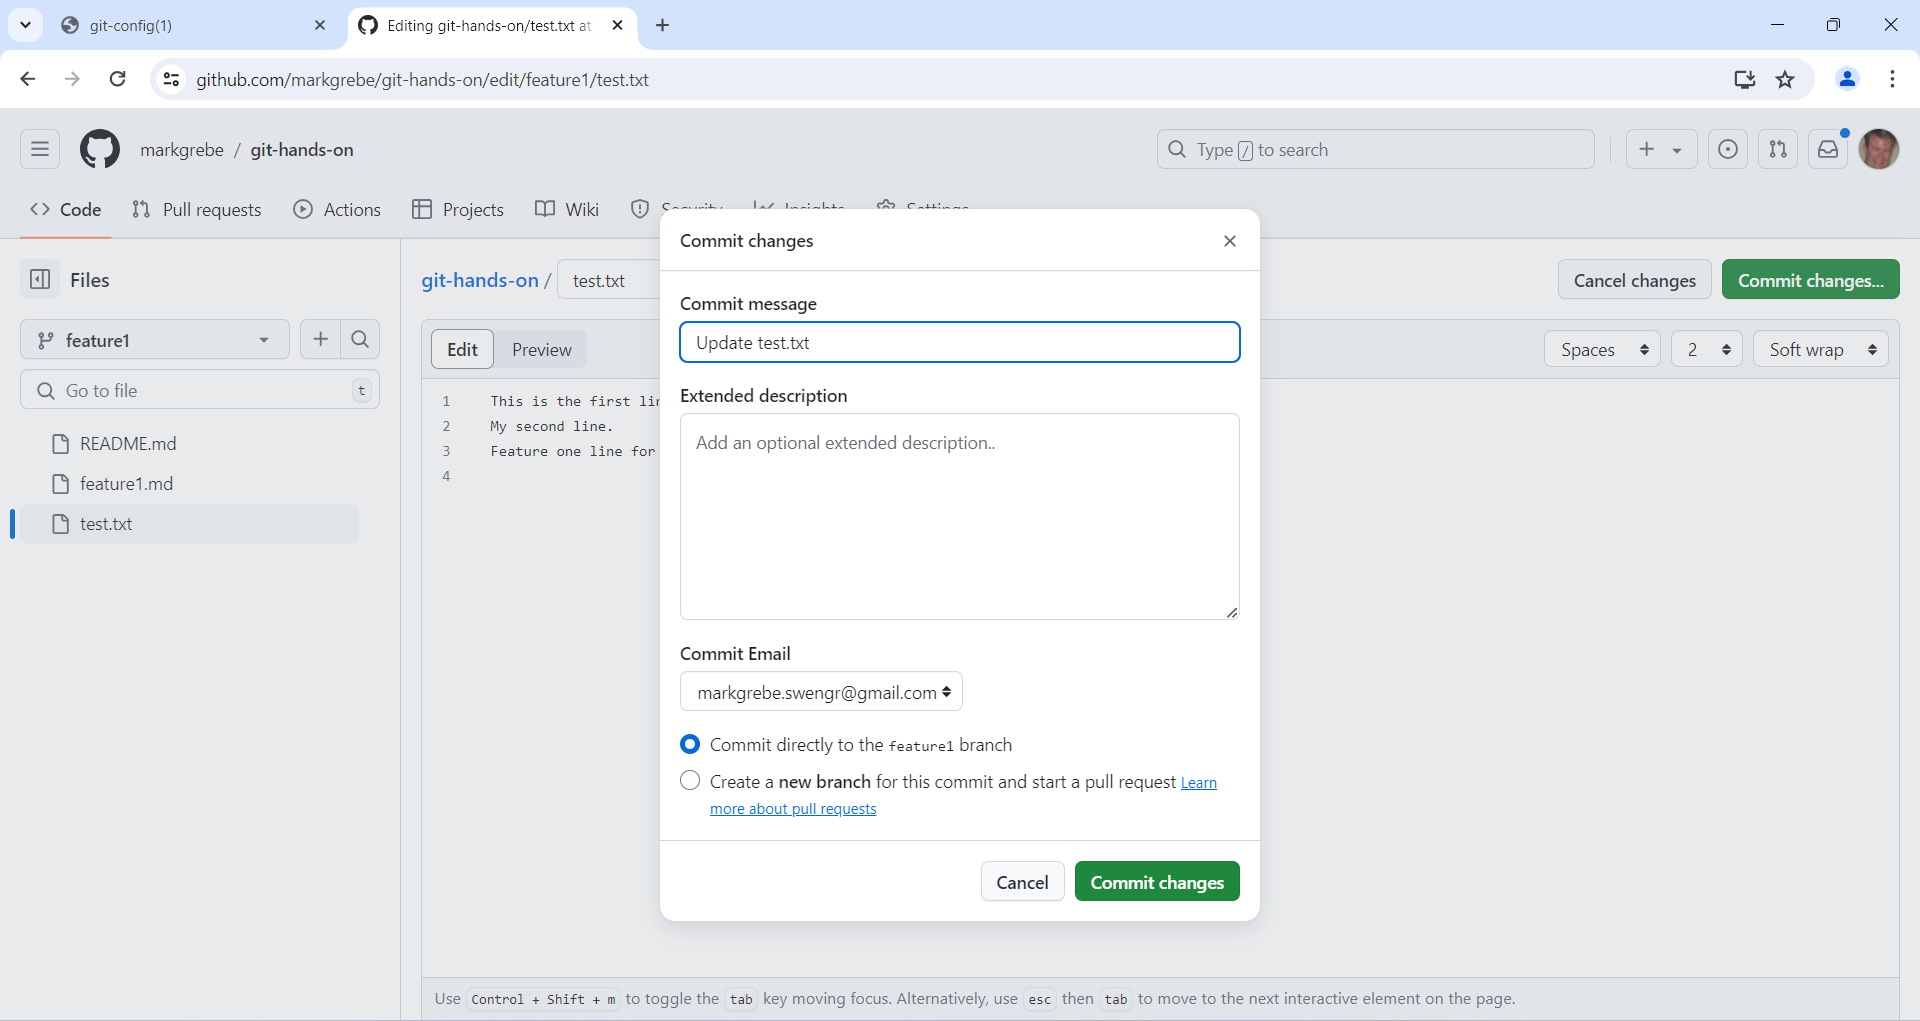 git-config(1)
Editing git-hands-on/test.txt at
github.com/markgrebe/git-hands-on/edit/feature1/test.txt
markgrebe / git-hands-on
Type / to search
Code
Pull requests
Actions
Projects
Wiki
Security
Insights
Settings
Files
git-hands-on / test.txt
Cancel changes
Commit changes...
feature1
Go to file
t
README.md
feature1.md
test.txt
Edit
Preview
Spaces
2
Soft wrap
1 This is the first
2 My second line.
3 Feature one line for
4
Commit changes
Commit message
Update test.txt
Extended description
Add an optional extended description..
Commit Email
markgrebe.swengr@gmail.com
Commit directly to the feature1 branch
Create a new branch for this commit and start a pull request Learn
more about pull requests
Cancel
Commit changes
Use Control + Shift + m to toggle the tab key moving focus. Alternatively, use esc then tab to move to the next interactive element on the page.